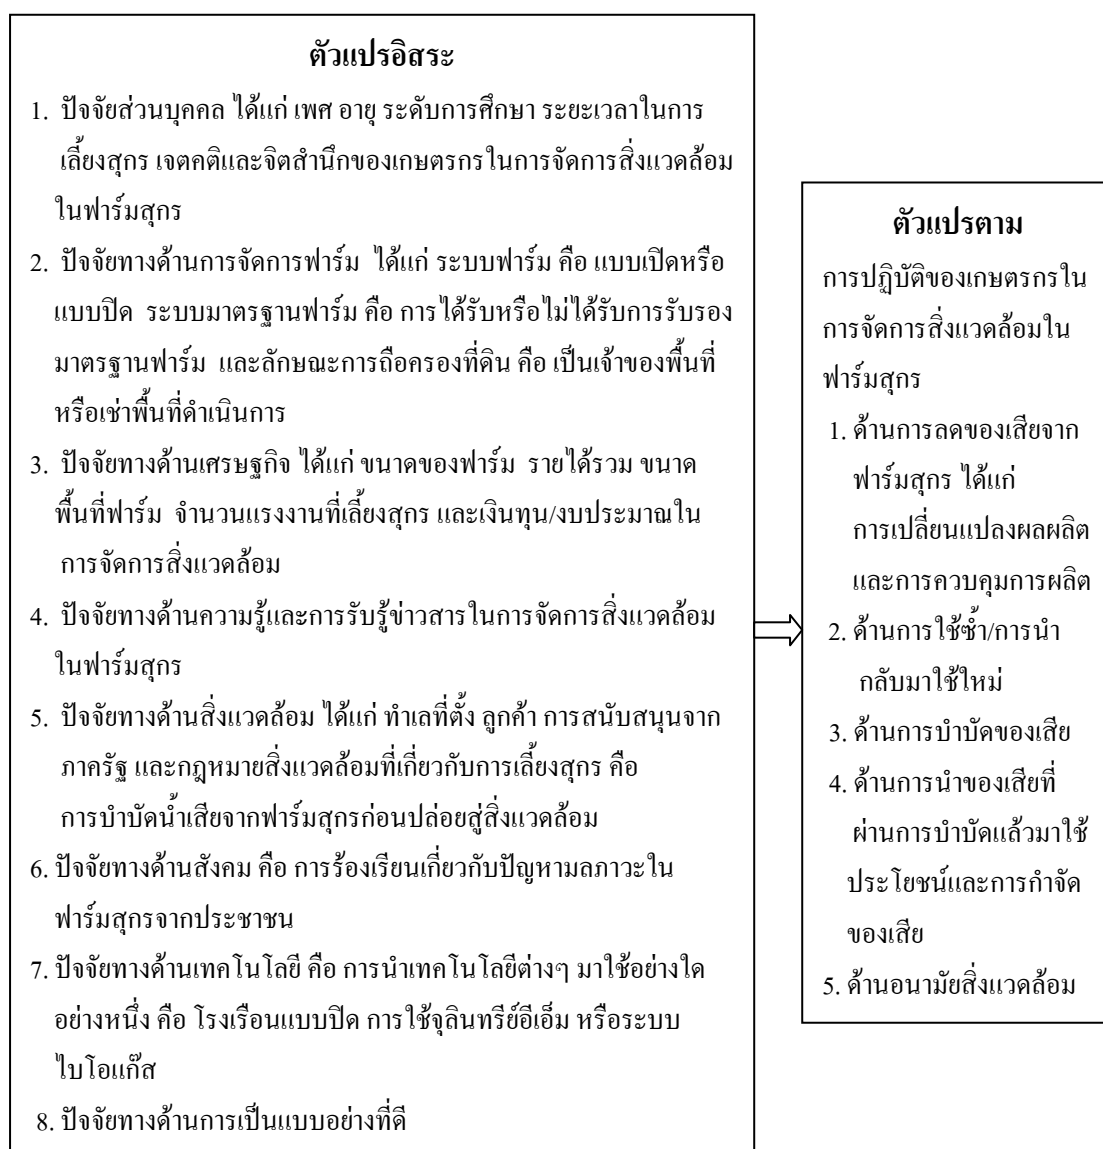 ตัวแปรอิสระ
1. ปัจจัยส่วนบุคคล ได้แก่ เพศ อายุ ระดับการศึกษา ระยะเวลาในการ
เลี้ยงสุกร เจตคติและจิตสำนึกของเกษตรกรในการจัดการสิ่งแวดล้อม
ในฟาร์มสุกร
2. ปัจจัยทางด้านการจัดการฟาร์ม ได้แก่ ระบบฟาร์ม คือ แบบเปิดหรือ
แบบปิด ระบบมาตรฐานฟาร์ม คือ การได้รับหรือไม่ได้รับการรับรอง
มาตรฐานฟาร์ม และลักษณะการถือครองที่ดิน คือ เป็นเจ้าของพื้นที่
หรือเช่าพื้นที่ดำเนินการ
3. ปัจจัยทางด้านเศรษฐกิจ ได้แก่ ขนาดของฟาร์ม รายได้รวม ขนาด
พื้นที่ฟาร์ม จำนวนแรงงานที่เลี้ยงสุกร และเงินทุน/งบประมาณใน
การจัดการสิ่งแวดล้อม
4. ปัจจัยทางด้านความรู้และการรับรู้ข่าวสารในการจัดการสิ่งแวดล้อม
ในฟาร์มสุกร
5. ปัจจัยทางด้านสิ่งแวดล้อม ได้แก่ ทำเลที่ตั้ง ลูกค้า การสนับสนุนจาก
ภาครัฐ และกฎหมายสิ่งแวดล้อมที่เกี่ยวกับการเลี้ยงสุกร คือ
การบำบัดน้ำเสียจากฟาร์มสุกรก่อนปล่อยสู่สิ่งแวดล้อม
6. ปัจจัยทางด้านสังคม คือ การร้องเรียนเกี่ยวกับปัญหามลภาวะใน
ฟาร์มสุกรจากประชาชน
7. ปัจจัยทางด้านเทคโนโลยี คือ การนำเทคโนโลยีต่างๆ มาใช้อย่างใด
อย่างหนึ่ง คือ โรงเรือนแบบปิด การใช้จุลินทรีย์อีเอ็ม หรือระบบ
ไบโอแก๊ส
8. ปัจจัยทางด้านการเป็นแบบอย่างที่ดี
ตัวแปรตาม
การปฏิบัติของเกษตรกรใน
การจัดการสิ่งแวดล้อมใน
ฟาร์มสุกร
1. ด้านการลดของเสียจาก
ฟาร์มสุกร ได้แก่
การเปลี่ยนแปลงผลผลิต
และการควบคุมการผลิต
2. ด้านการใช้ซ้ำ/การนำ
กลับมาใช้ใหม่
3. ด้านการบำบัดของเสีย
4. ด้านการนำของเสียที่
ผ่านการบำบัดแล้วมาใช้
ประโยชน์และการกำจัด
ของเสีย
5. ด้านอนามัยสิ่งแวดล้อม